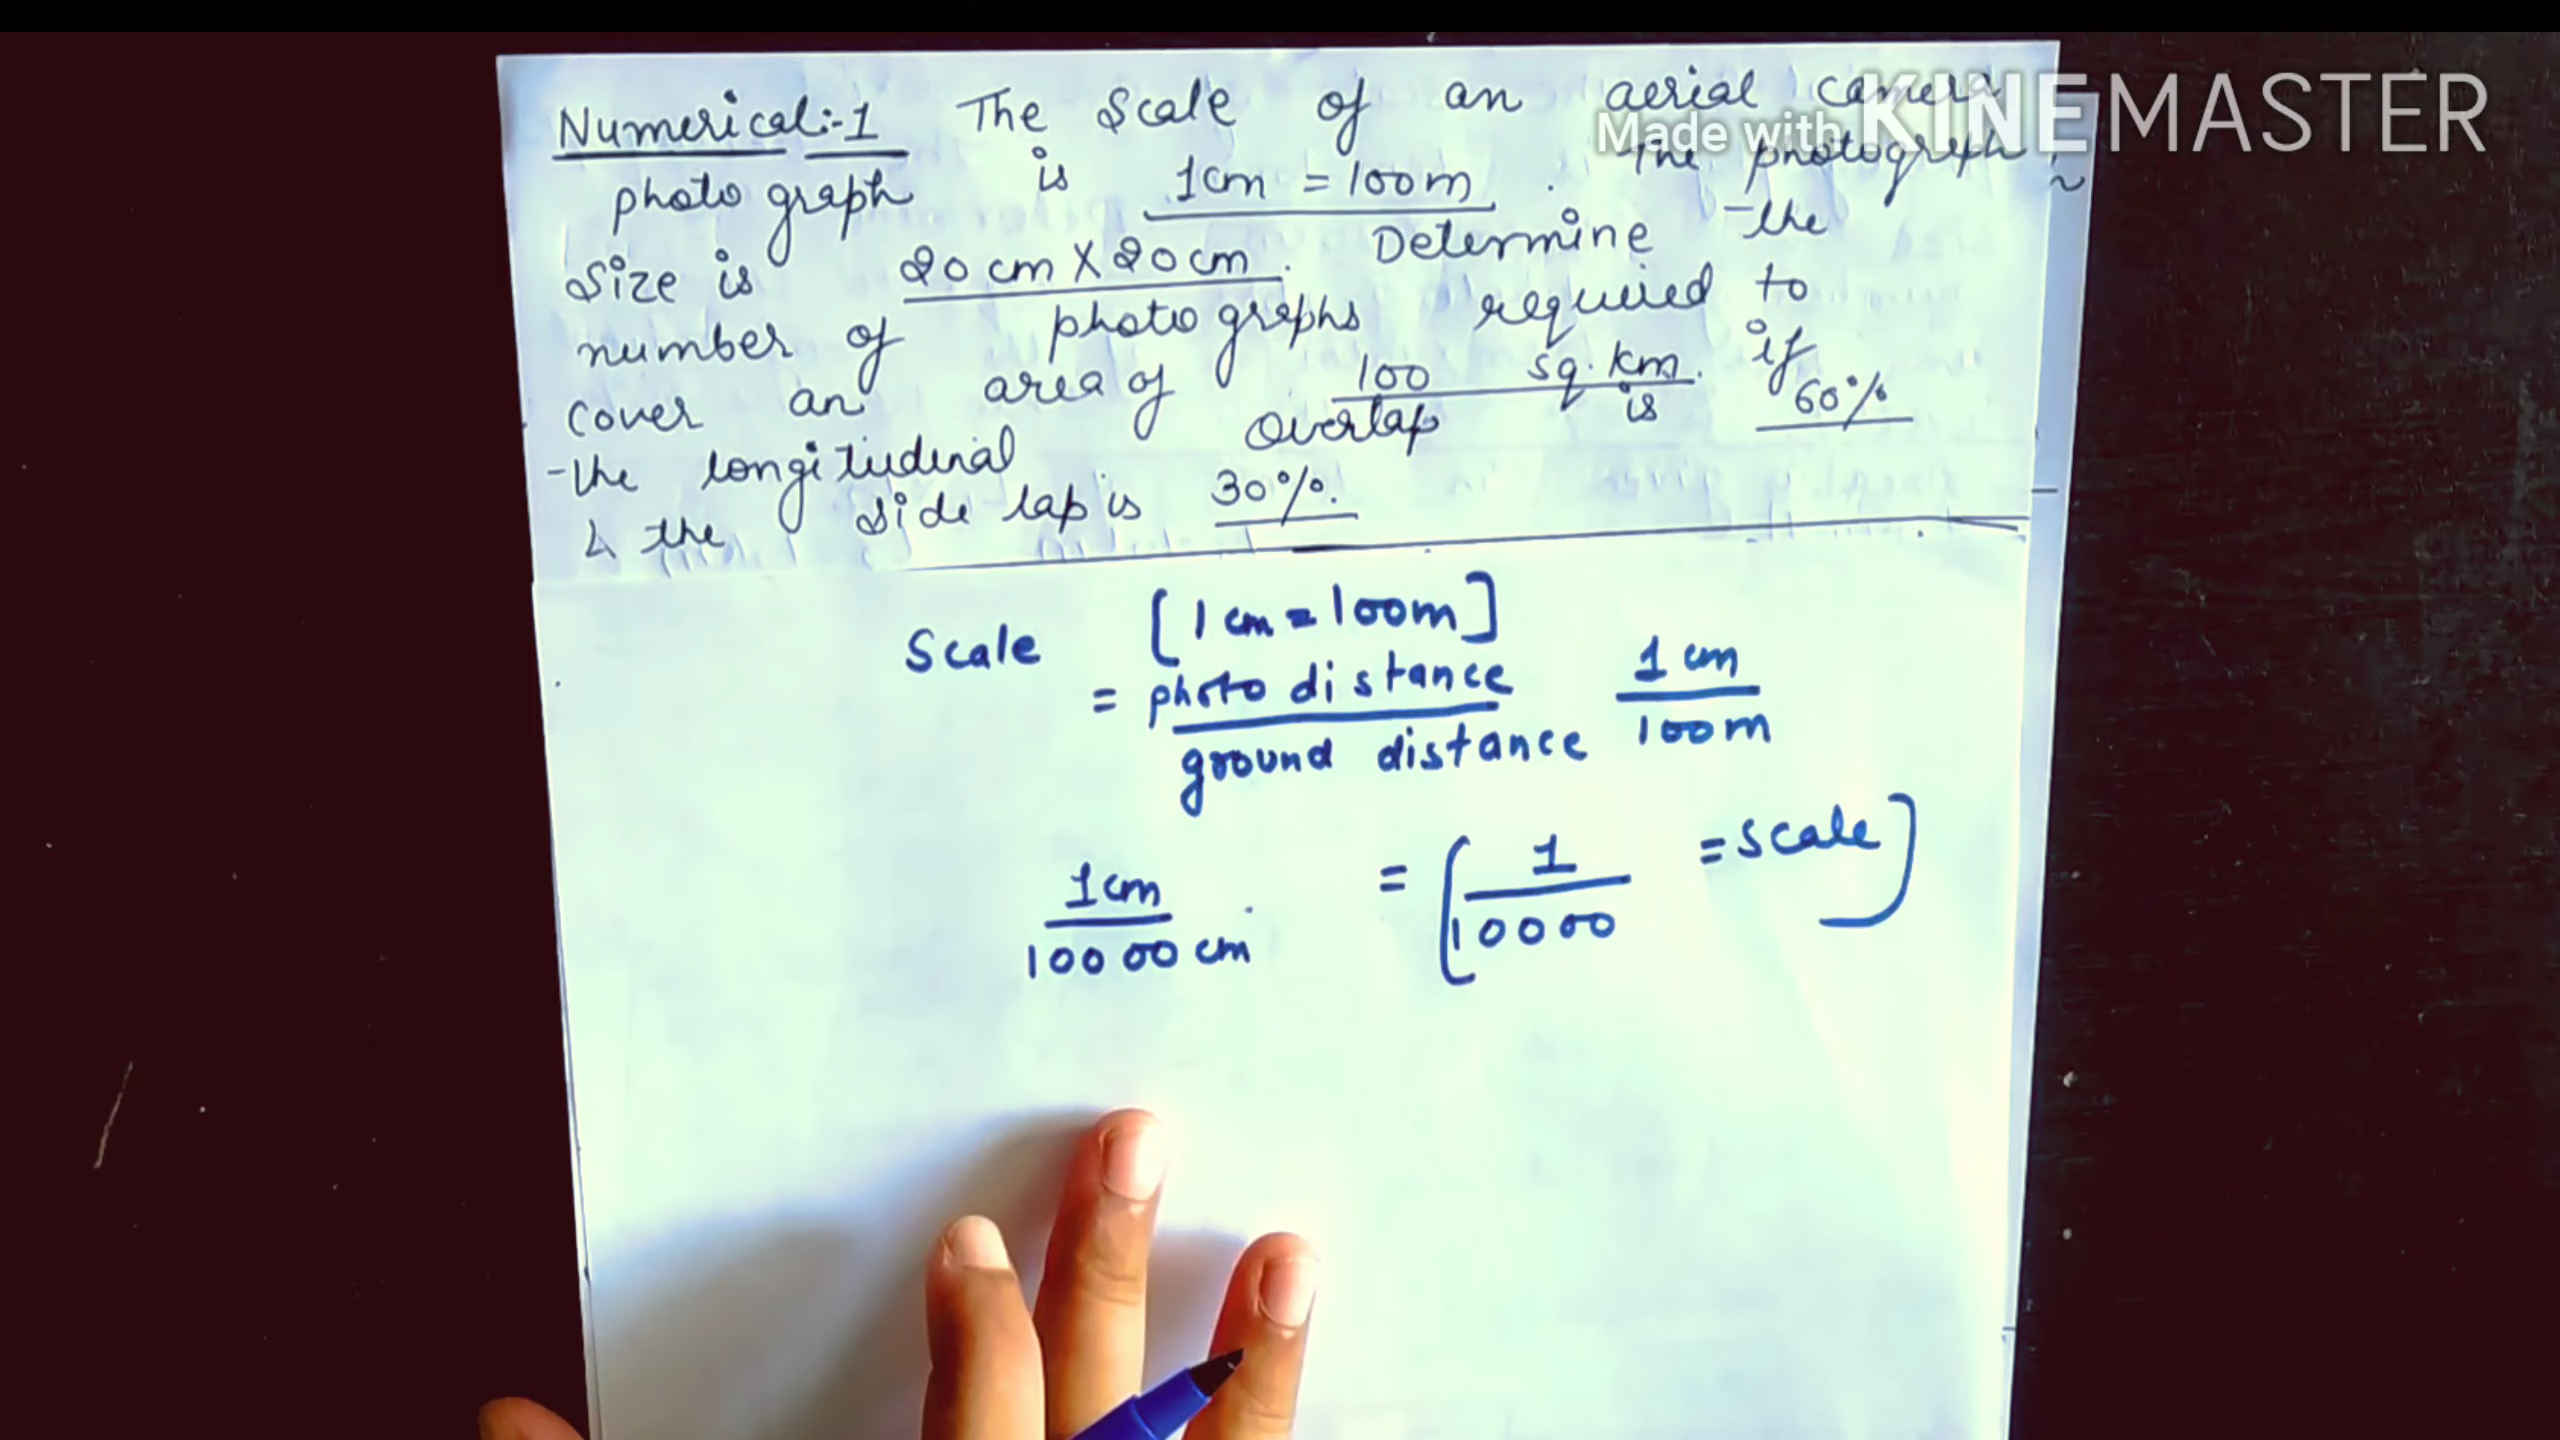 Numerical:-1 The Scale of an aerial camera
photograph is 1cm = 100m. The photograph
Size is 20 cm X 20 cm. Determine the
number of photographs required to
cover an area of 100 sq. km. if
the longitudinal overlap is 60%
& the side lap is 30%.
Made with KINEMASTER
Scale [1 cm = 100m]
= photo distance 1 cm
ground distance 100m
1 cm = [1 = Scale]
10000 cm 10000